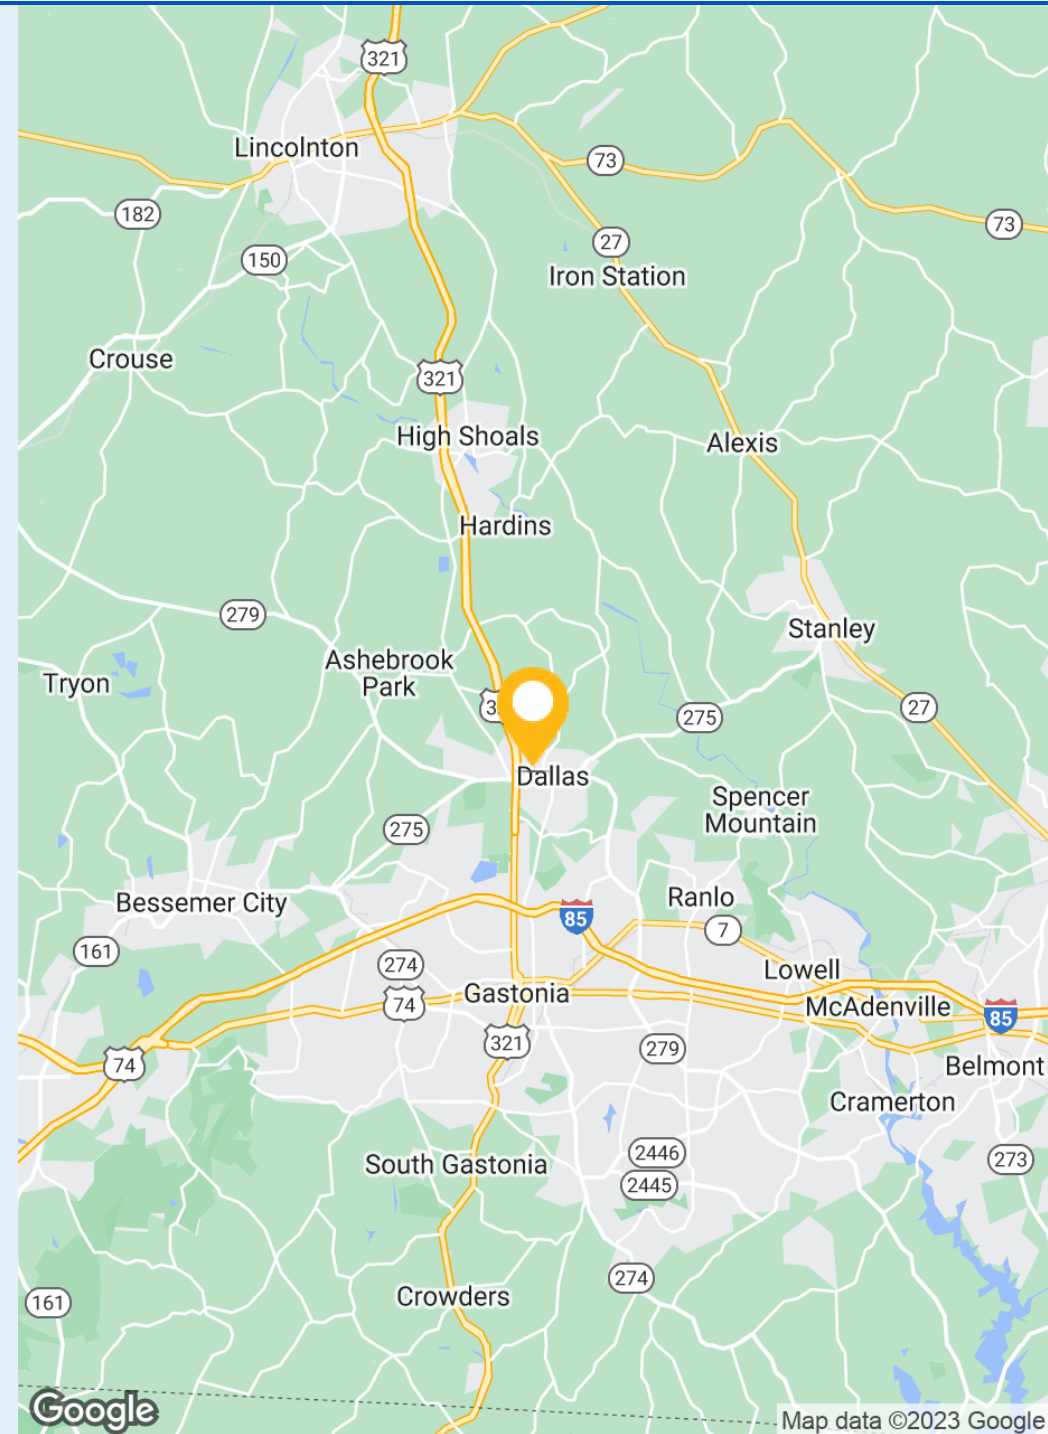 321
Lincolnton
73
182
73
27
150
Iron Station
Crouse
321
High Shoals
Alexis
Hardins
279
Stanley
Ashebrook
Park
Tryon
3
27
275
Dallas
Spencer
Mountain
275
Ranlo
Bessemer City
85
7
161
274
Lowell
Gastonia
74
McAdenville
85
321
279
74
Belmont
Cramerton
2446
273
South Gastonia
2445
274
Crowders
161
Google
Map data ©2023 Google